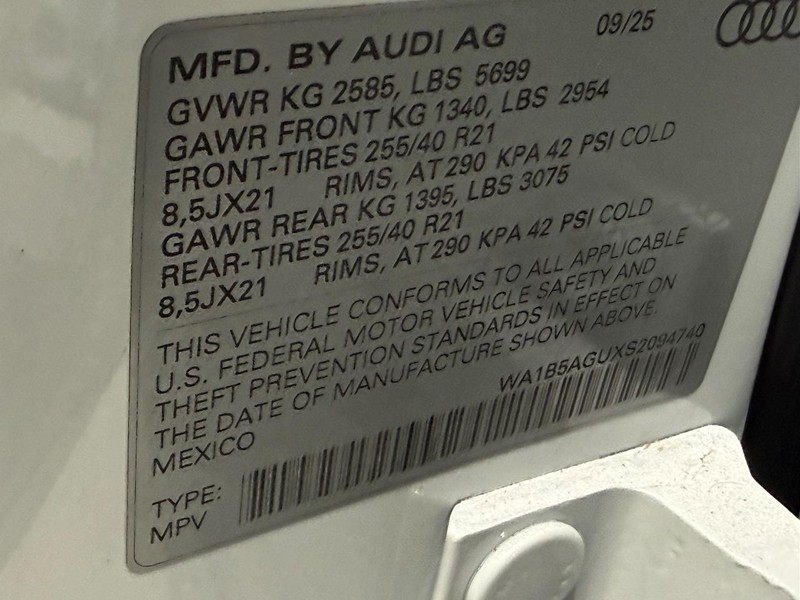 MFD. BY AUDI AG 09/25
GVWR KG 2585, LBS 5699
GAWR FRONT KG 1340, LBS 2954
FRONT-TIRES 255/40 R21
8,5JX21 RIMS, AT 290 KPA 42 PSI COLD
GAWR REAR KG 1395, LBS 3075
REAR-TIRES 255/40 R21
8,5JX21 RIMS, AT 290 KPA 42 PSI COLD
THIS VEHICLE CONFORMS TO ALL APPLICABLE
U.S. FEDERAL MOTOR VEHICLE SAFETY AND
THEFT PREVENTION STANDARDS IN EFFECT ON
THE DATE OF MANUFACTURE SHOWN ABOVE.
MEXICO WA1B5AGUXS2094740
TYPE:
MPV